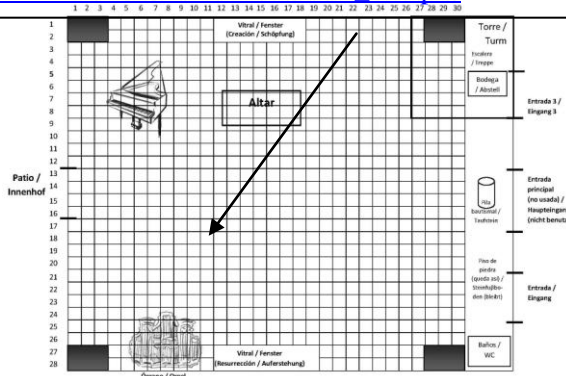 1 2 3 4 5 6 7 8 9 10 11 12 13 14 15 16 17 18 19 20 21 22 23 24 25 26 27 28 29 30
1
2
3
4
5
6
7
8
9
10
11
12
13
14
15
16
17
18
19
20
21
22
23
24
25
26
27
28
Vitral / Fenster
(Creación / Schöpfung)
Torre /
Turm
Escalera
/ Treppe
Bodega
/ Abstell
Altar
Entrada 3 /
Eingang 3
Patio /
Innenhof
Entrada
principal
(no usada) /
Haupteingang
(nicht benutz
Pila
bautismal /
Taufstein
Piso de
piedra
(queda así) /
Steinfußbo-
den (bleibt)
Entrada /
Eingang
Vitral / Fenster
(Resurrección / Auferstehung)
Baños /
WC